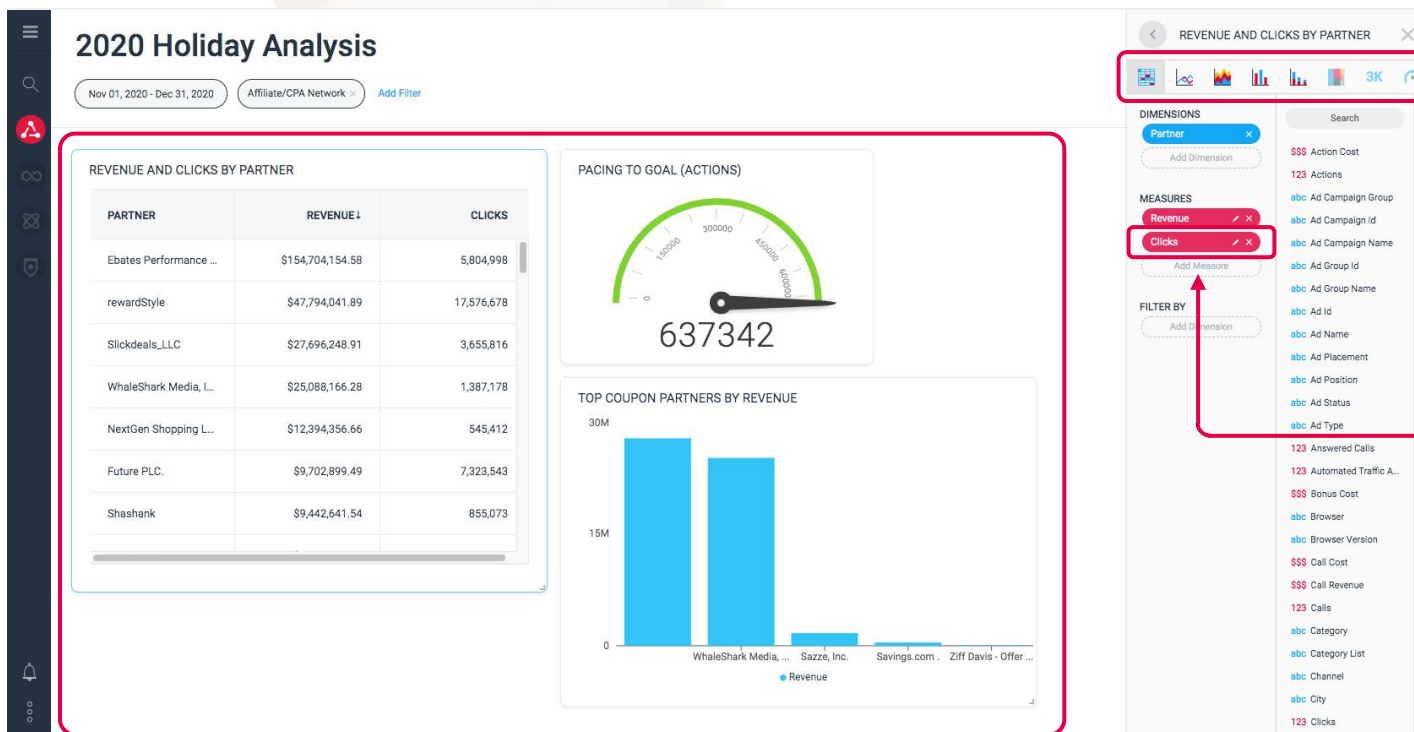 2020 Holiday Analysis
Nov 01, 2020 - Dec 31, 2020
Affiliate/CPA Network ×
Add Filter
REVENUE AND CLICKS BY PARTNER
PARTNER REVENUE↓ CLICKS
Ebates Performance ... $154,704,154.58 5,804,998
rewardStyle $47,794,041.89 17,576,678
Slickdeals_LLC $27,696,248.91 3,655,816
WhaleShark Media, I... $25,088,166.28 1,387,178
NextGen Shopping L... $12,394,356.66 545,412
Future PLC. $9,702,899.49 7,323,543
Shashank $9,442,641.54 855,073
PACING TO GOAL (ACTIONS)
0
150000
300000
450000
600000
637342
TOP COUPON PARTNERS BY REVENUE
30M
15M
0
WhaleShark Media, ... Sazze, Inc. Savings.com . Ziff Davis - Offer ...
Revenue
REVENUE AND CLICKS BY PARTNER
3K
DIMENSIONS
Partner ×
Add Dimension
MEASURES
Revenue ×
Clicks ×
Add Measure
FILTER BY
Add Dimension
Search
$$$ Action Cost
123 Actions
abc Ad Campaign Group
abc Ad Campaign Id
abc Ad Campaign Name
abc Ad Group Id
abc Ad Group Name
abc Ad Id
abc Ad Name
abc Ad Placement
abc Ad Position
abc Ad Status
abc Ad Type
123 Answered Calls
123 Automated Traffic A...
$$$ Bonus Cost
abc Browser
abc Browser Version
$$$ Call Cost
$$$ Call Revenue
123 Calls
abc Category
abc Category List
abc Channel
abc City
123 Clicks